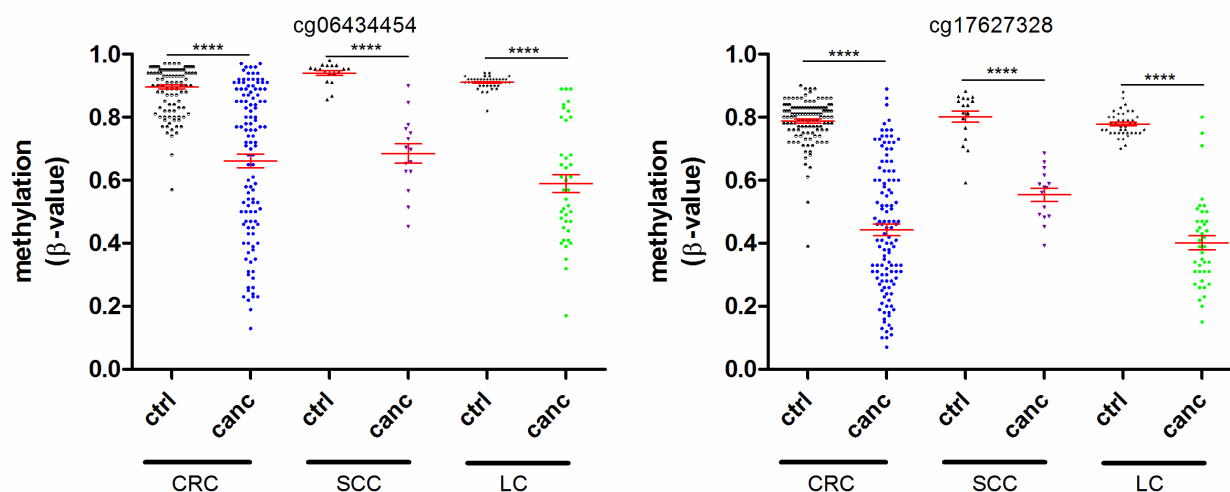 cg06434454
**** **** ****
methylation
(β-value)
1.0
0.8
0.6
0.4
0.2
0.0
ctrl canc ctrl canc ctrl canc
CRC SCC LC
cg17627328
**** **** ****
methylation
(β-value)
1.0
0.8
0.6
0.4
0.2
0.0
ctrl canc ctrl canc ctrl canc
CRC SCC LC